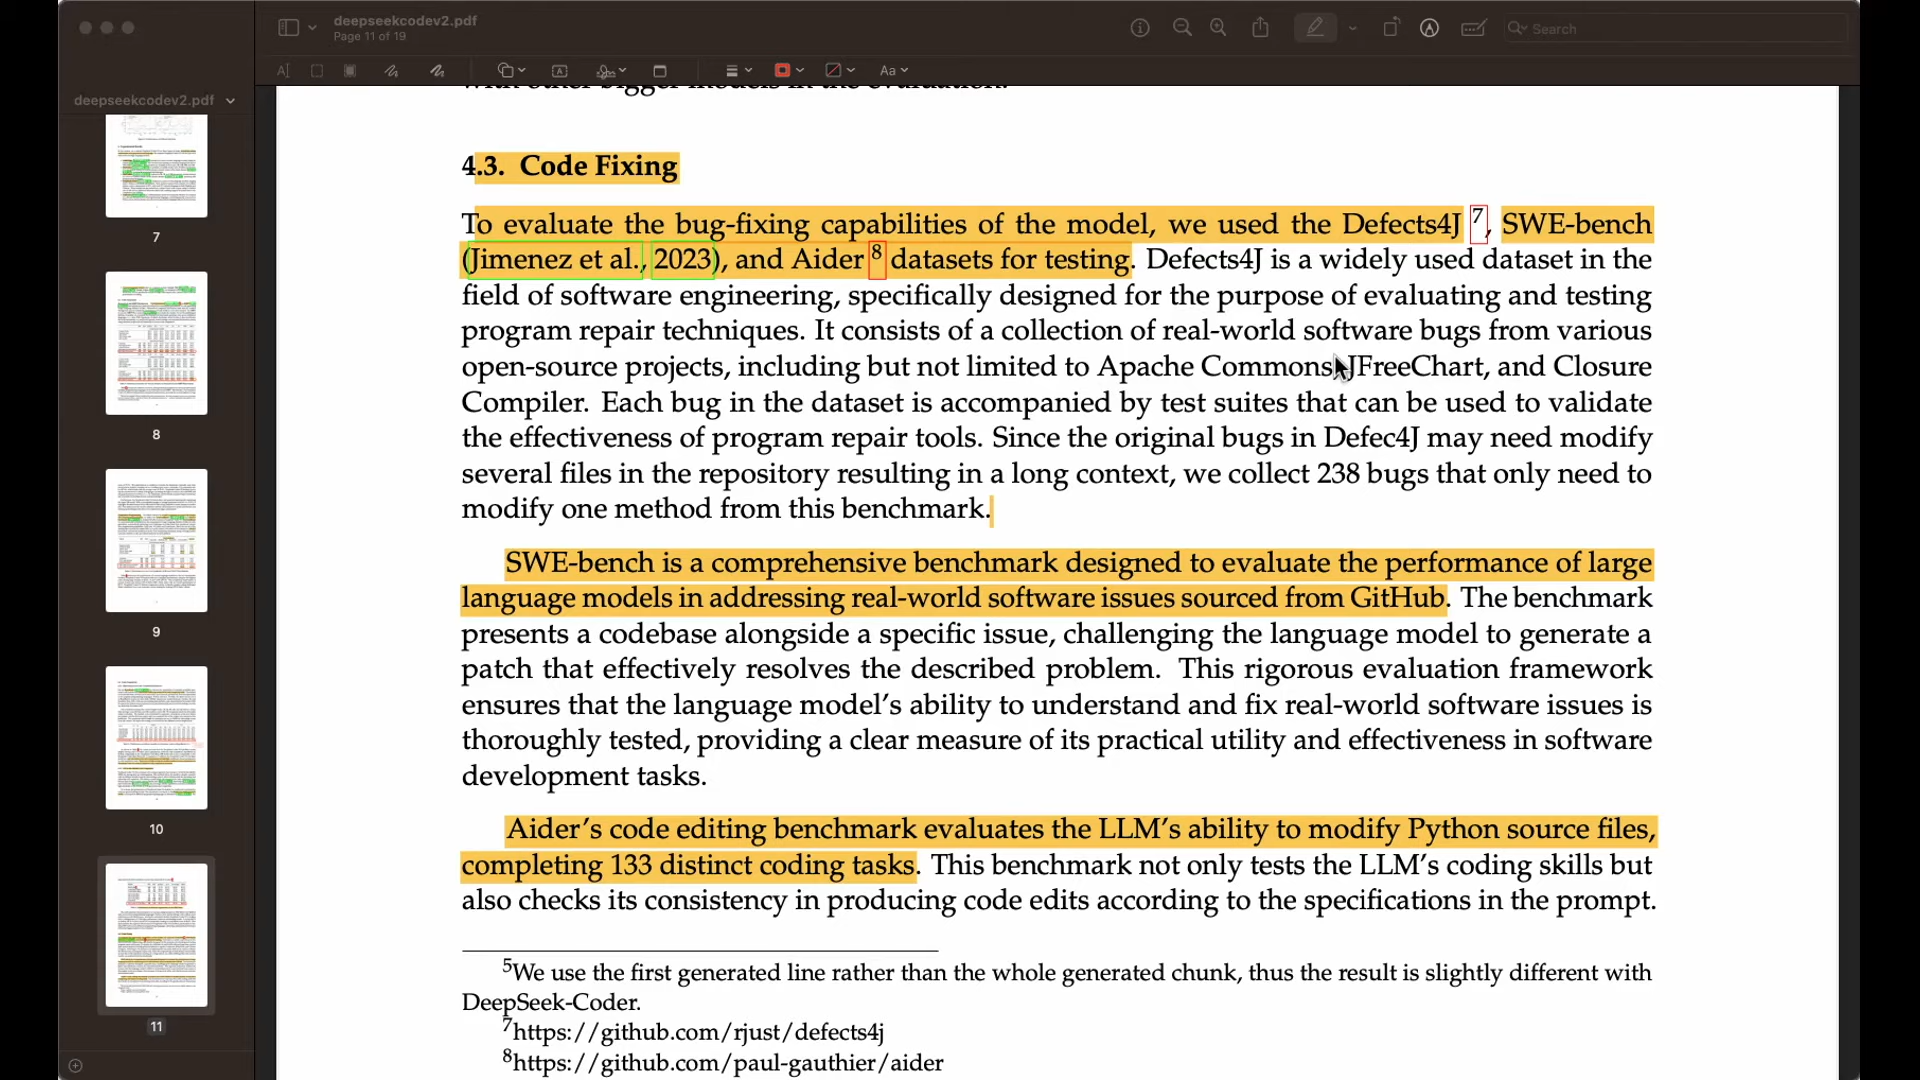 deepseekcodev2.pdf
Page 11 of 19
Search
Aa
deepseekcodev2.pdf
7
8
9
10
11
with other bigger models in the evaluation.
4.3. Code Fixing
To evaluate the bug-fixing capabilities of the model, we used the Defects4J 7, SWE-bench
(Jimenez et al., 2023), and Aider 8 datasets for testing. Defects4J is a widely used dataset in the
field of software engineering, specifically designed for the purpose of evaluating and testing
program repair techniques. It consists of a collection of real-world software bugs from various
open-source projects, including but not limited to Apache Commons, JFreeChart, and Closure
Compiler. Each bug in the dataset is accompanied by test suites that can be used to validate
the effectiveness of program repair tools. Since the original bugs in Defec4J may need modify
several files in the repository resulting in a long context, we collect 238 bugs that only need to
modify one method from this benchmark.
SWE-bench is a comprehensive benchmark designed to evaluate the performance of large
language models in addressing real-world software issues sourced from GitHub. The benchmark
presents a codebase alongside a specific issue, challenging the language model to generate a
patch that effectively resolves the described problem. This rigorous evaluation framework
ensures that the language model's ability to understand and fix real-world software issues is
thoroughly tested, providing a clear measure of its practical utility and effectiveness in software
development tasks.
Aider's code editing benchmark evaluates the LLM's ability to modify Python source files,
completing 133 distinct coding tasks. This benchmark not only tests the LLM's coding skills but
also checks its consistency in producing code edits according to the specifications in the prompt.
5We use the first generated line rather than the whole generated chunk, thus the result is slightly different with
DeepSeek-Coder.
7https://github.com/rjust/defects4j
8https://github.com/paul-gauthier/aider